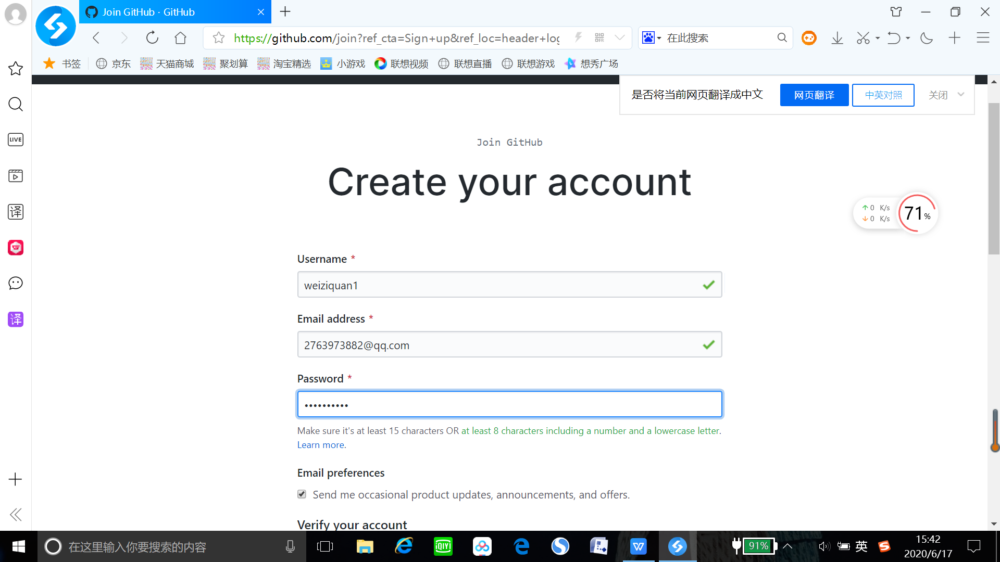 Join GitHub · GitHub
https://github.com/join?ref_cta=Sign+up&ref_loc=header+log
在此搜索
书签
京东
天猫商城
聚划算
淘宝精选
小游戏
联想视频
联想直播
联想游戏
想秀广场
LIVE
译
译
是否将当前网页翻译成中文
网页翻译
中英对照
关闭
Join GitHub
Create your account
0 K/s
0 K/s
71%
Username *
weiziquan1
Email address *
2763973882@qq.com
Password *
••••••••••
Make sure it's at least 15 characters OR at least 8 characters including a number and a lowercase letter.
Learn more.
Email preferences
Send me occasional product updates, announcements, and offers.
Verify your account
在这里输入你要搜索的内容
iQIYI
91%
英
15:42
2020/6/17